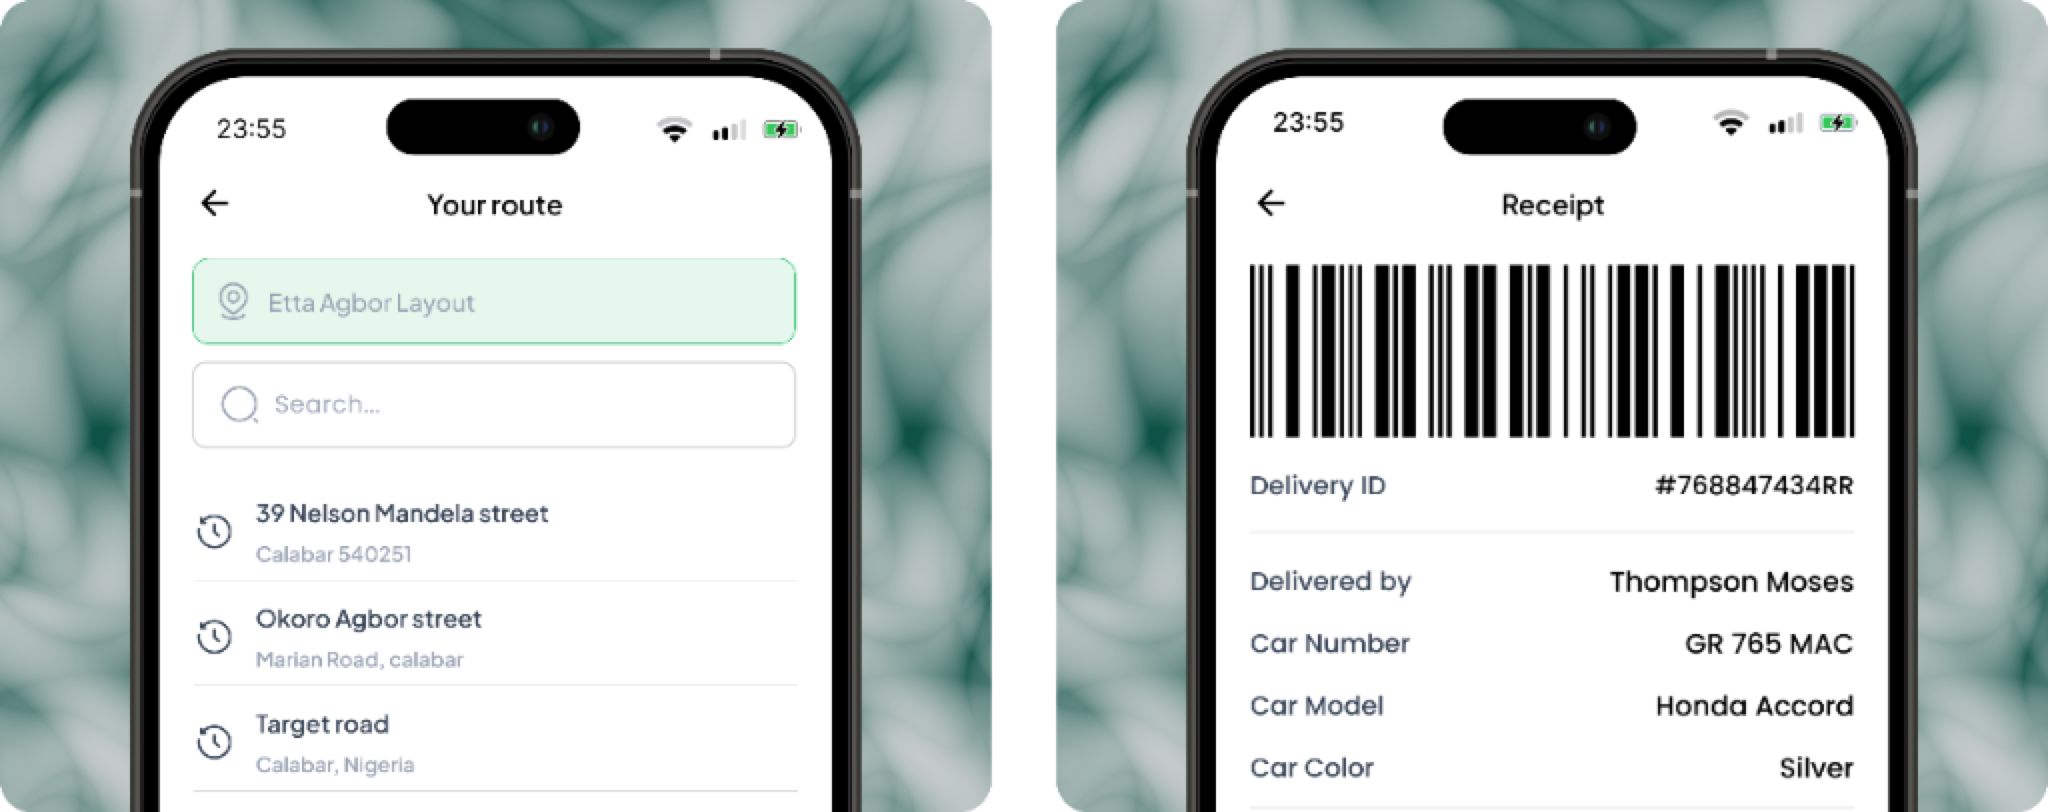 23:55
Your route
Etta Agbor Layout
Search...
39 Nelson Mandela street
Calabar 540251
Okoro Agbor street
Marian Road, calabar
Target road
Calabar, Nigeria
23:55
Receipt
Delivery ID #768847434RR
Delivered by Thompson Moses
Car Number GR 765 MAC
Car Model Honda Accord
Car Color Silver